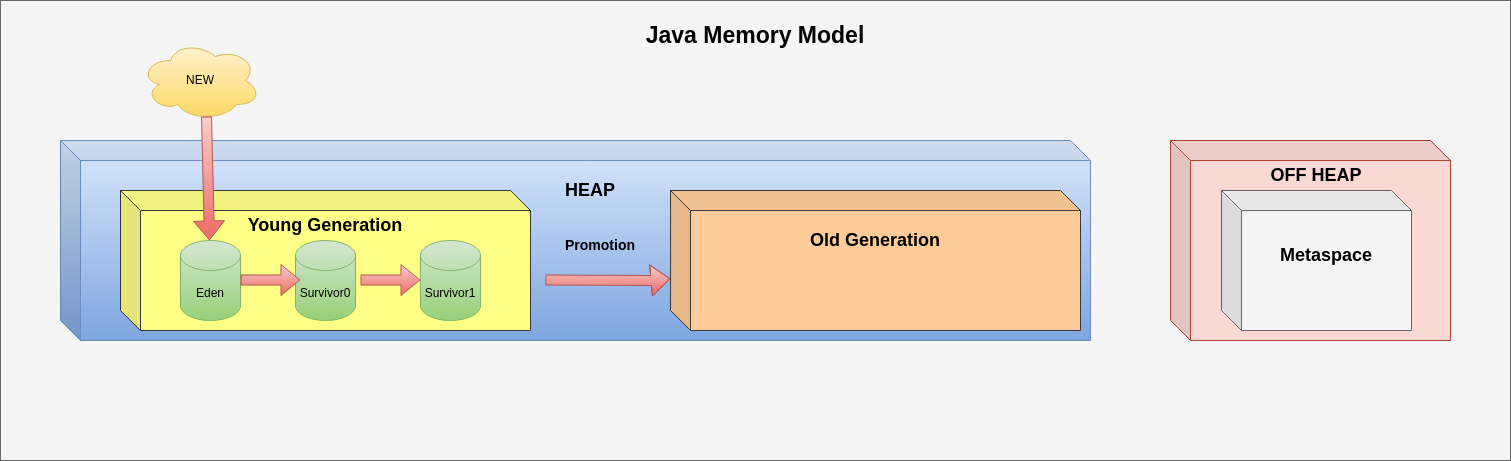 Java Memory Model
NEW
HEAP
Young Generation
Promotion
Eden
Survivor0
Survivor1
Old Generation
OFF HEAP
Metaspace